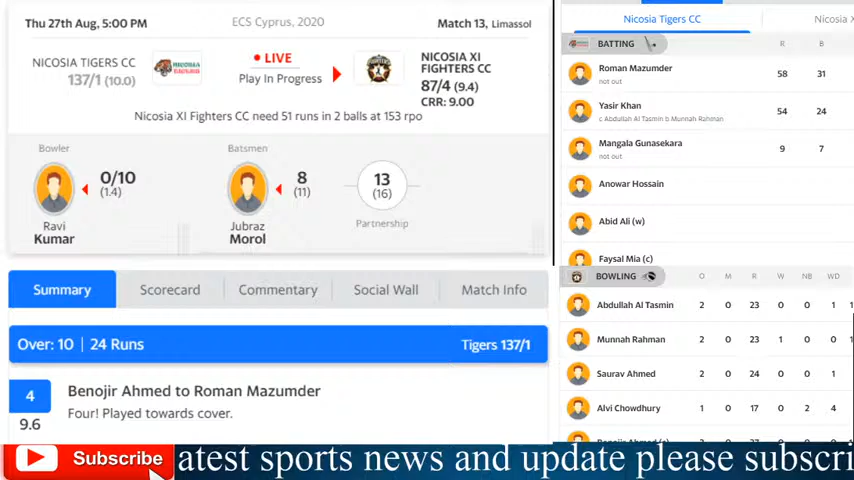 Thu 27th Aug, 5:00 PM
ECS Cyprus, 2020
Match 13, Limassol
NICOSIA TIGERS CC
137/1 (10.0)
LIVE
Play In Progress
NICOSIA XI
FIGHTERS CC
87/4 (9.4)
CRR: 9.00
Nicosia XI Fighters CC need 51 runs in 2 balls at 153 rpo
Bowler
0/10
(1.4)
Ravi
Kumar
Batsmen
8
(11)
Jubraz
Morol
13
(16)
Partnership
Summary
Scorecard
Commentary
Social Wall
Match Info
Over: 10 | 24 Runs
Tigers 137/1
4
9.6
Benojir Ahmed to Roman Mazumder
Four! Played towards cover.
Nicosia Tigers CC
Nicosia X
BATTING R B
Roman Mazumder 58 31
not out
Yasir Khan 54 24
c Abdullah Al Tasmin b Munnah Rahman
Mangala Gunasekara 9 7
not out
Anowar Hossain
Abid Ali (w)
Faysal Mia (c)
BOWLING O M R W NB WD
Abdullah Al Tasmin 2 0 23 0 0 1 1
Munnah Rahman 2 0 23 1 0 0 1
Saurav Ahmed 2 0 24 0 0 1
Alvi Chowdhury 1 0 17 0 2 4
Subscribe
atest sports news and update please subscri